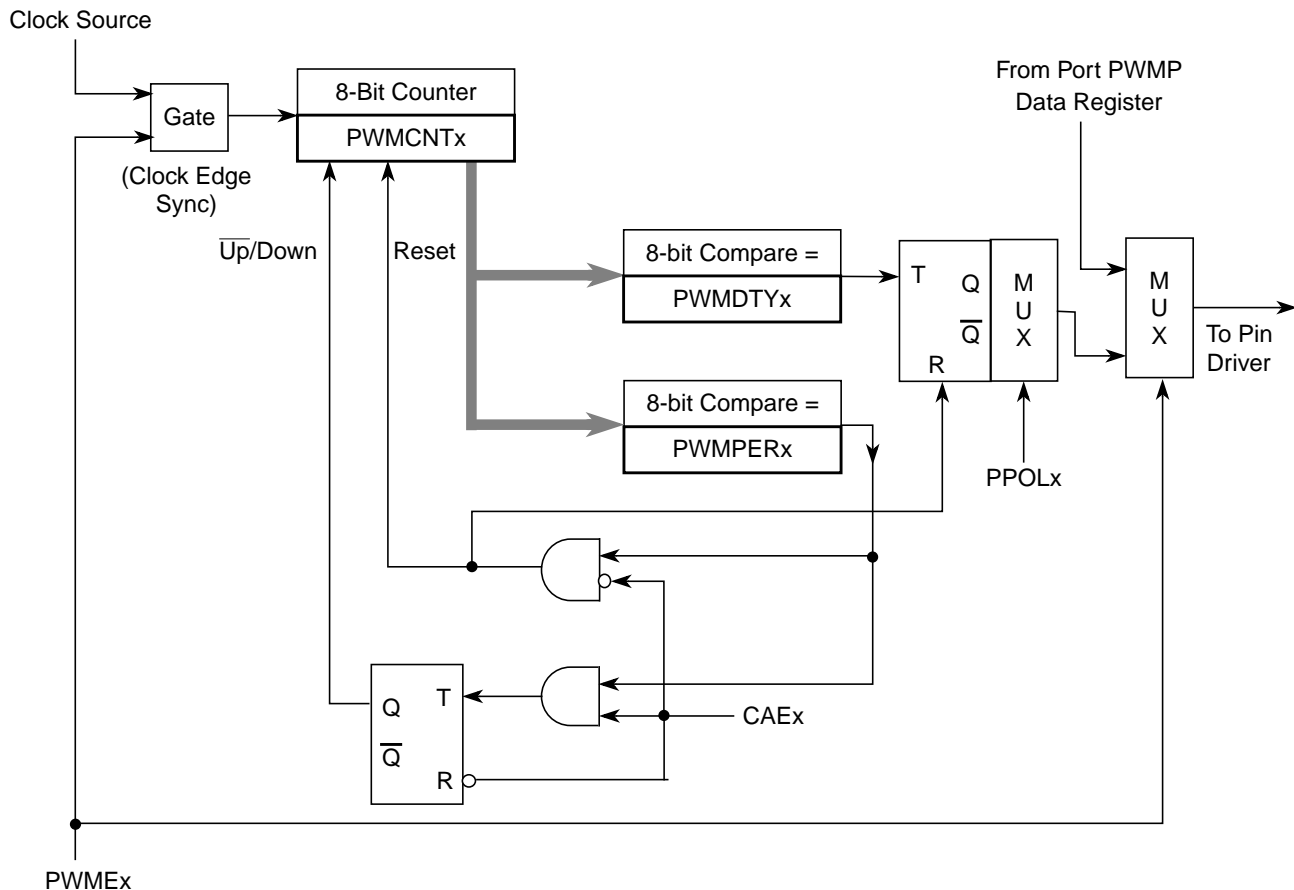 Clock Source
8-Bit Counter
PWMCNTx
Gate
(Clock Edge
Sync)
From Port PWMP
Data Register
U̅p̅/Down
Reset
8-bit Compare =
PWMDTYx
T
Q
Q̅
R
M
U
X
M
U
X
To Pin
Driver
8-bit Compare =
PWMPERx
PPOLx
Q
T
Q̅
R
CAEx
PWMEx